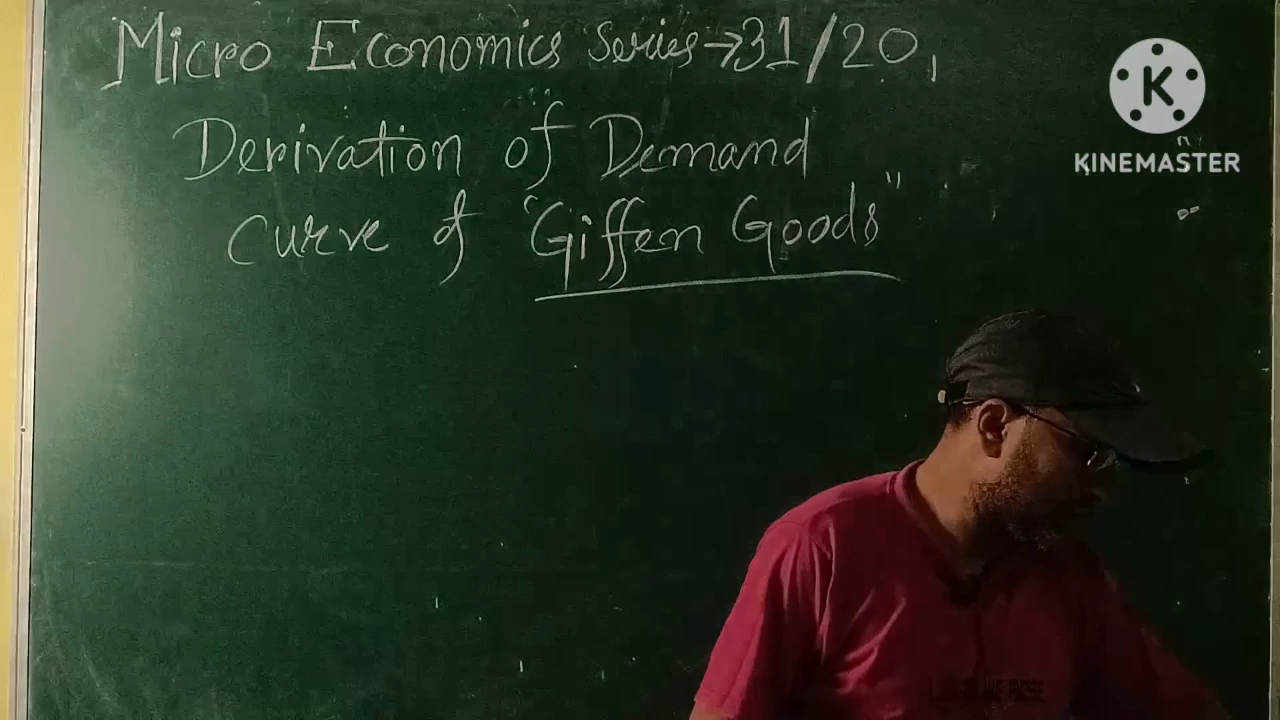 Micro Economics Series→31/20,
Derivation of Demand
curve of "Giffen Goods"
K
KINEMASTER